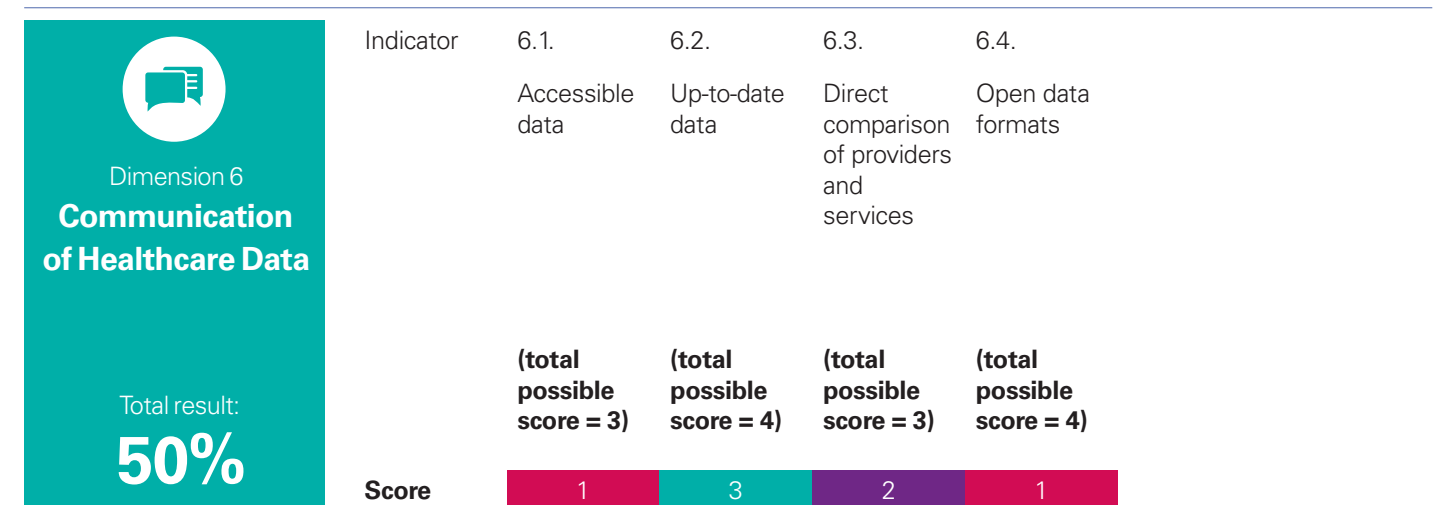 Dimension 6
Communication
of Healthcare Data
Total result:
50%
Indicator
6.1.
Accessible
data
(total
possible
score = 3)
6.2.
Up-to-date
data
(total
possible
score = 4)
6.3.
Direct
comparison
of providers
and
services
(total
possible
score = 3)
6.4.
Open data
formats
(total
possible
score = 4)
Score
1
3
2
1